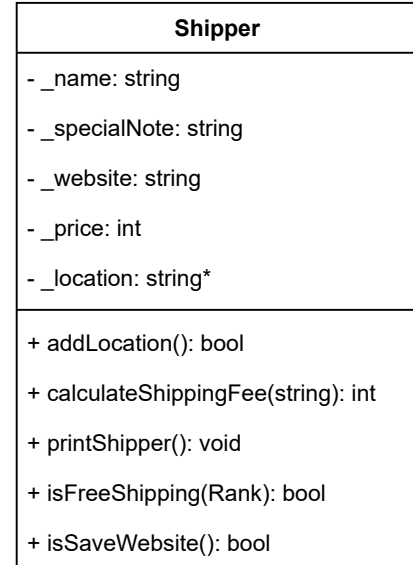 Shipper
- _name: string
- _specialNote: string
- _website: string
- _price: int
- _location: string*
+ addLocation(): bool
+ calculateShippingFee(string): int
+ printShipper(): void
+ isFreeShipping(Rank): bool
+ isSaveWebsite(): bool